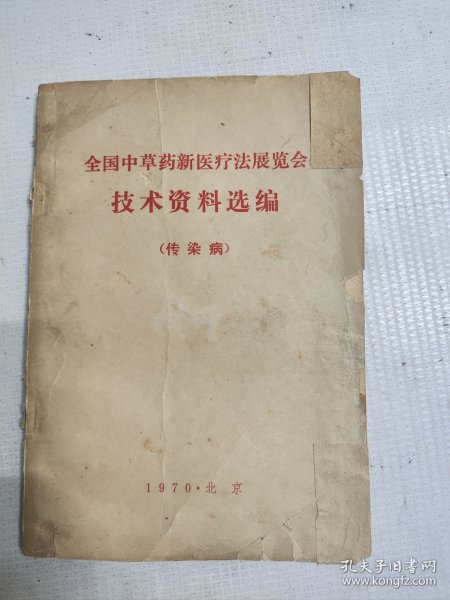 全国中草药新医疗法展览会
技术资料选编
（传染病）
1970·北京
孔夫子旧书网
www.kongfz.com